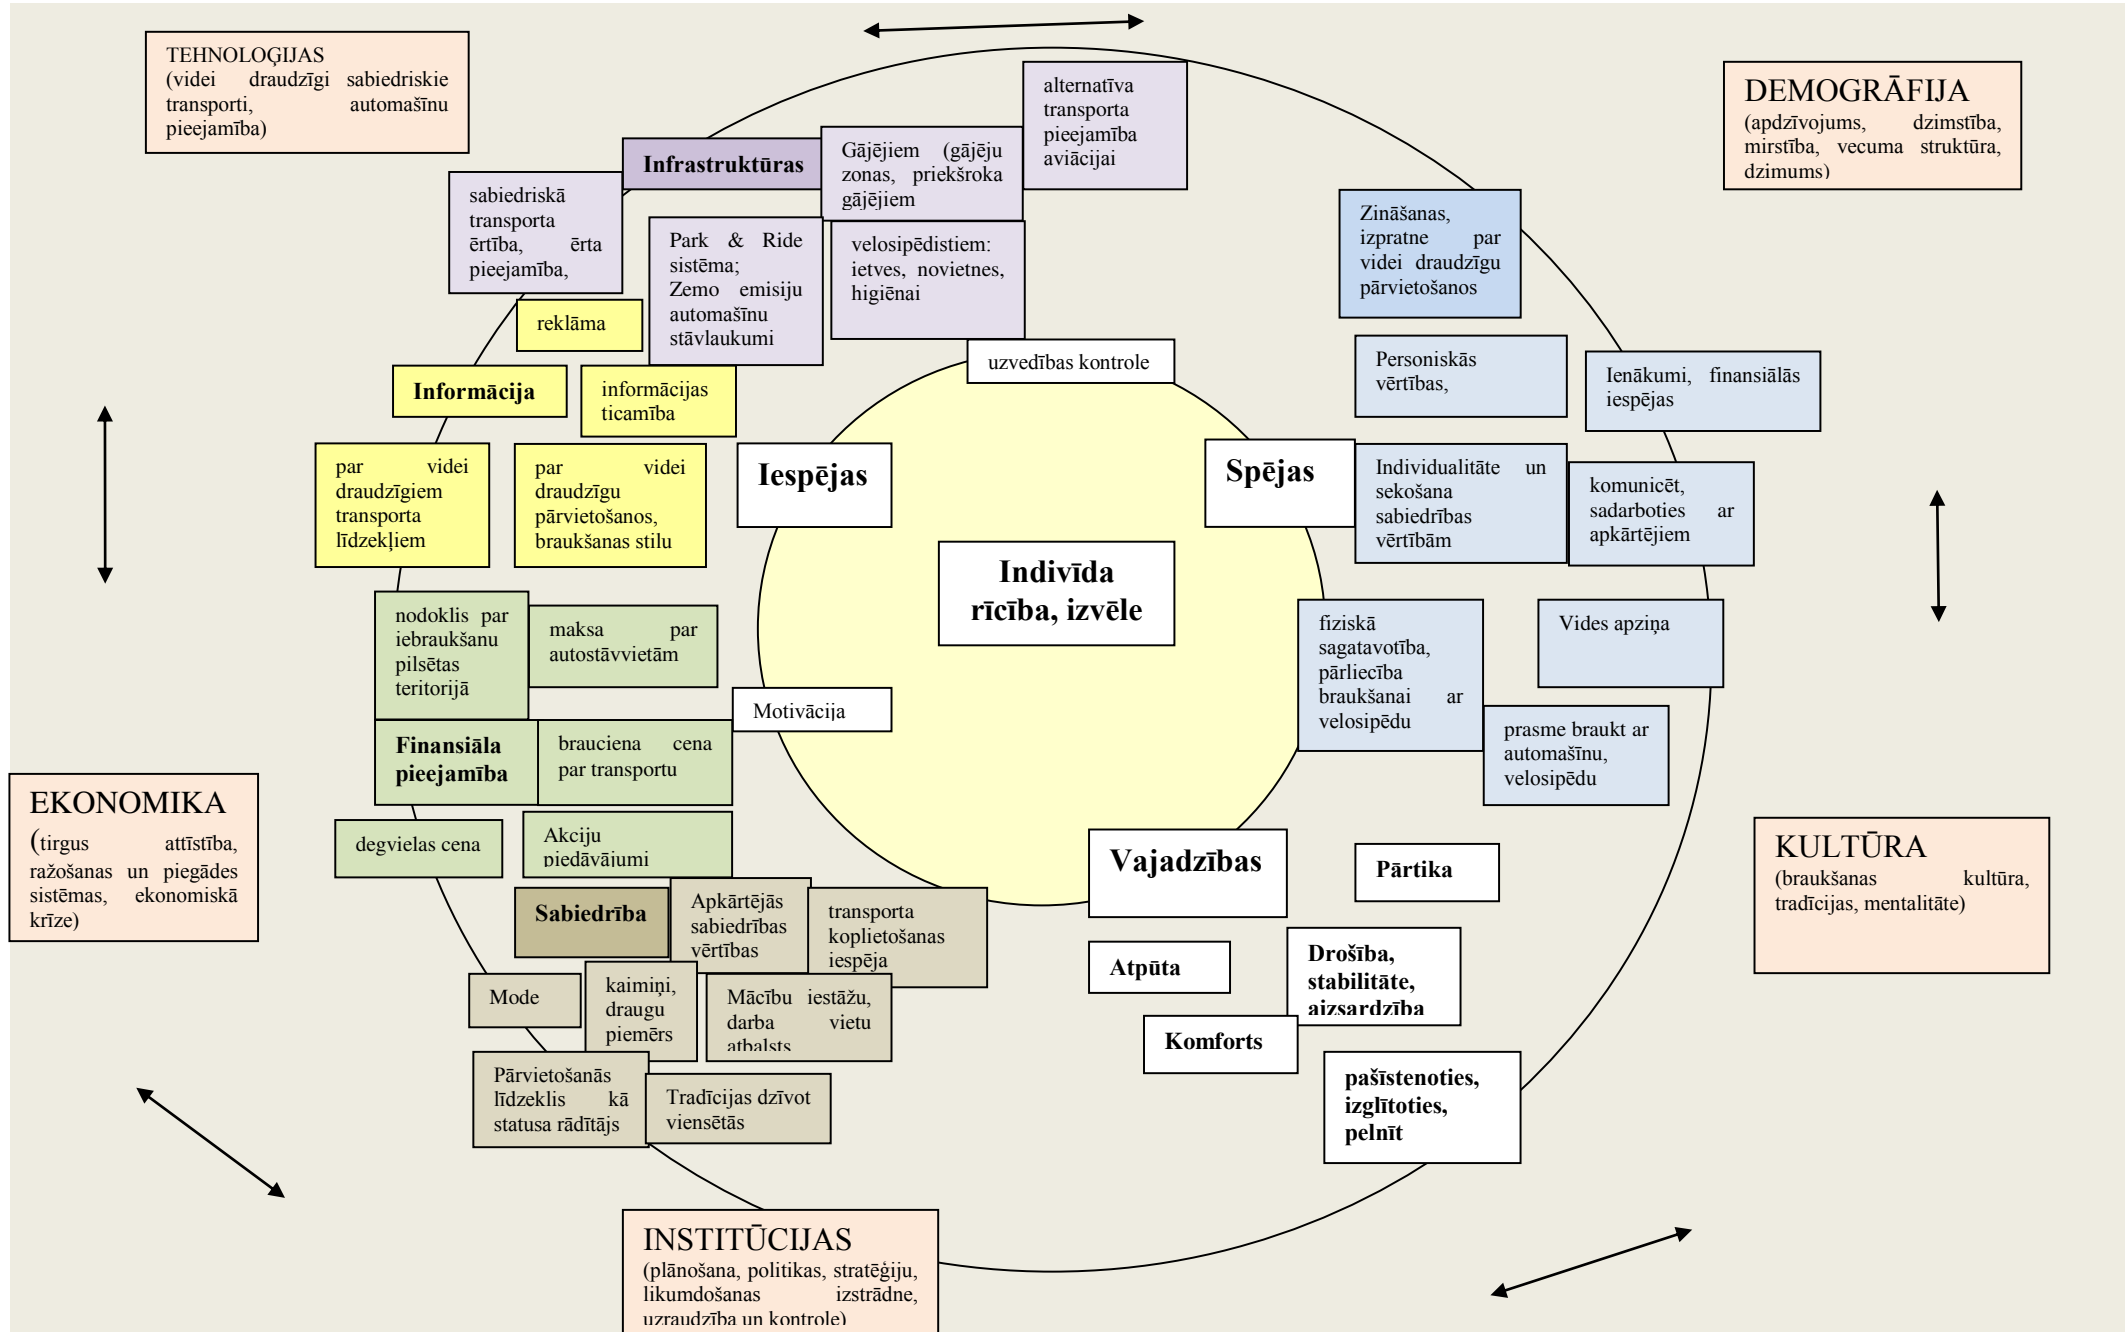 TEHNOLOĢIJAS
(videi draudzīgi sabiedriskie
transporti, automašīnu
pieejamība)
DEMOGRĀFIJA
(apdzīvojums, dzimstība,
mirstība, vecuma struktūra,
dzimums)
alternatīva
transporta
pieejamība
aviācijai
Infrastruktūras
Gājējiem (gājēju
zonas, priekšroka
gājējiem
sabiedriskā
transporta
ērtība, ērta
pieejamība,
Park & Ride
sistēma;
Zemo emisiju
automašīnu
stāvlaukumi
velosipēdistiem:
ietves, novietnes,
higiēnai
Zināšanas,
izpratne par
videi draudzīgu
pārvietošanos
reklāma
uzvedības kontrole
Personiskās
vērtības,
Ienākumi, finansiālās
iespējas
Informācija
informācijas
ticamība
par videi
draudzīgiem
transporta
līdzekļiem
par videi
draudzīgu
pārvietošanos,
braukšanas stilu
Iespējas
Spējas
Individualitāte un
sekošana
sabiedrības
vērtībām
komunicēt,
sadarboties ar
apkārtējiem
Indivīda
rīcība, izvēle
nodoklis par
iebraukšanu
pilsētas
teritorijā
maksa par
autostāvvietām
fiziskā
sagatavotība,
pārliecība
braukšanai ar
velosipēdu
Vides apziņa
Motivācija
prasme braukt ar
automašīnu,
velosipēdu
Finansiāla
pieejamība
brauciena cena
par transportu
EKONOMIKA
(tirgus attīstība,
ražošanas un piegādes
sistēmas, ekonomiskā
krīze)
degvielas cena
Akciju
piedāvājumi
Vajadzības
Pārtika
KULTŪRA
(braukšanas kultūra,
tradīcijas, mentalitāte)
Sabiedrība
Apkārtējās
sabiedrības
vērtības
transporta
koplietošanas
iespēja
Atpūta
Drošība,
stabilitāte,
aizsardzība
Mode
kaimiņi,
draugu
piemērs
Mācību iestāžu,
darba vietu
atbalsts
Komforts
Pārvietošanās
līdzeklis kā
statusa rādītājs
Tradīcijas dzīvot
viensētās
pašīstenoties,
izglītoties,
pelnīt
INSTITŪCIJAS
(plānošana, politikas, stratēģiju,
likumdošanas izstrādne,
uzraudzība un kontrole)